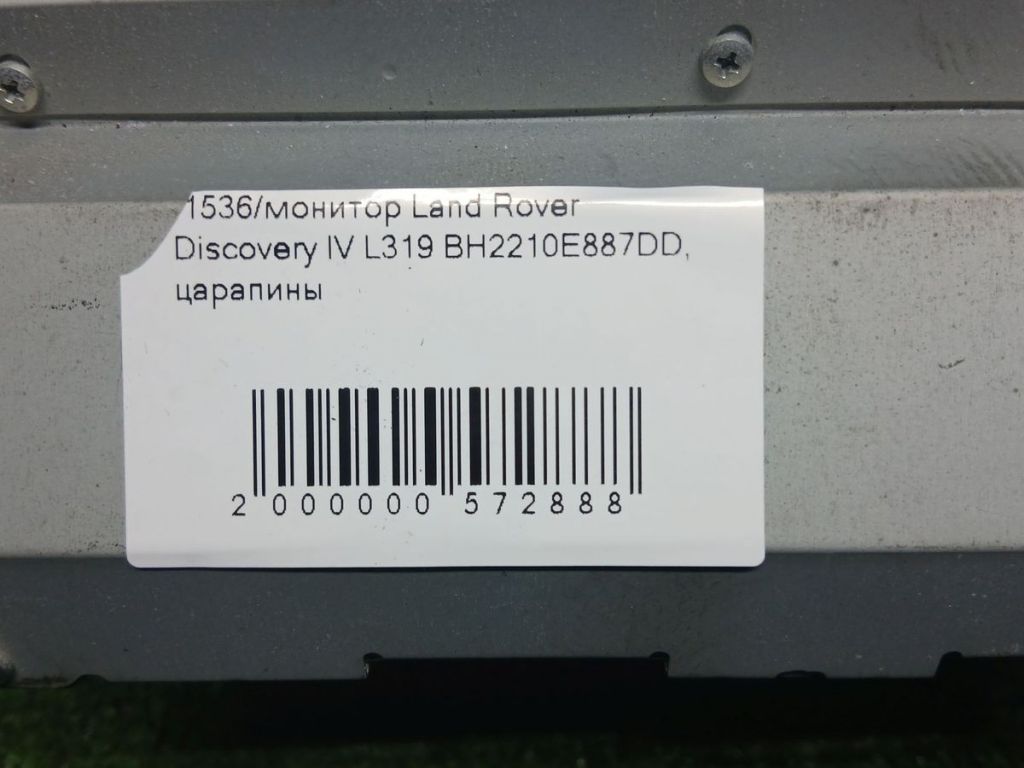 1536/монитор Land Rover
Discovery IV L319 BH2210E887DD,
царапины
2 000000 572888